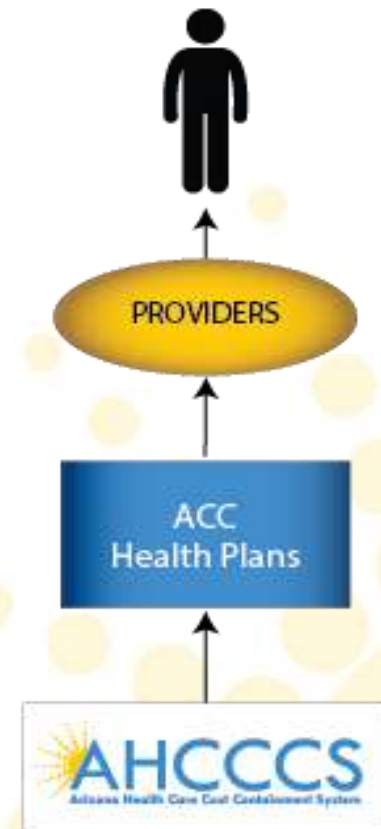 PROVIDERS
ACC
Health Plans
AHCCCS
Arizona Health Care Cost Containment System